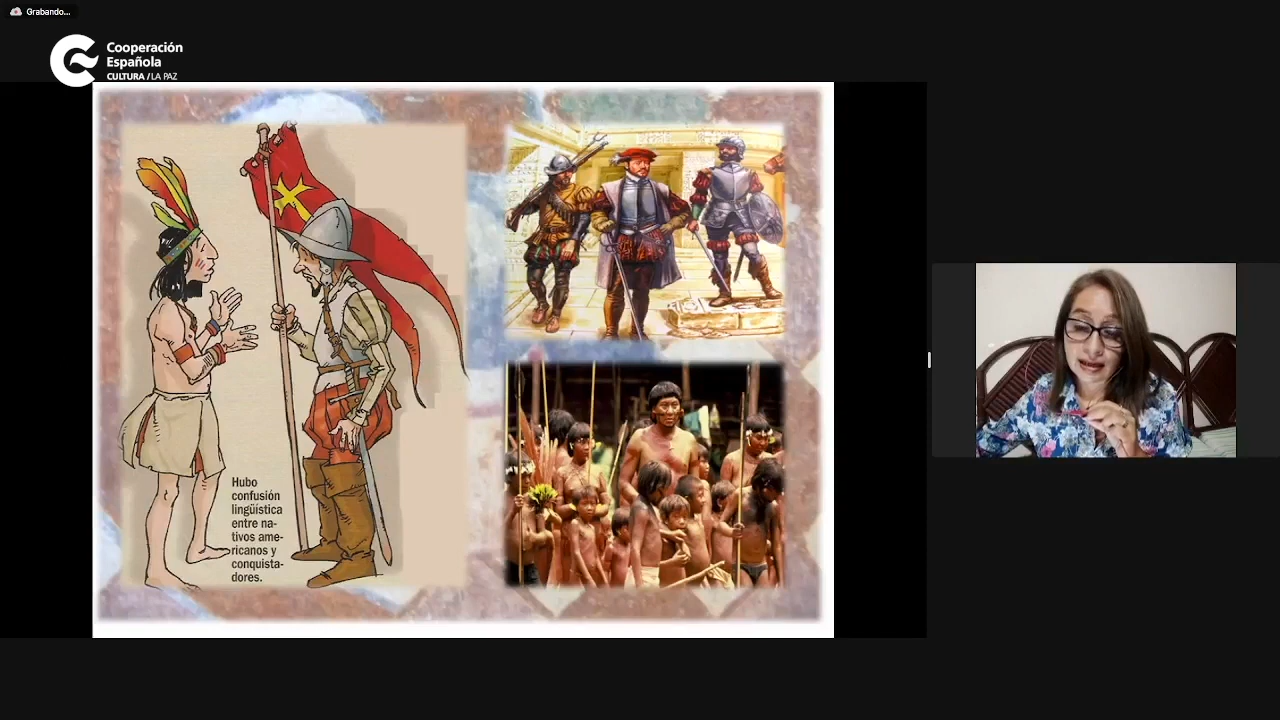 Grabando...
Cooperación
Española
CULTURA / LA PAZ
Hubo
confusión
lingüística
entre na-
tivos ame-
ricanos y
conquista-
dores.